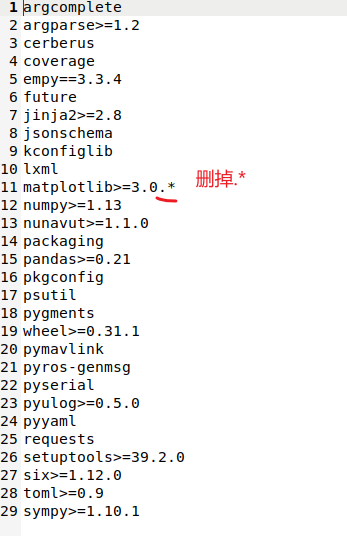 1 argcomplete
2 argparse>=1.2
3 cerberus
4 coverage
5 empy==3.3.4
6 future
7 jinja2>=2.8
8 jsonschema
9 kconfiglib
10 lxml
11 matplotlib>=3.0.* 删掉.*
12 numpy>=1.13
13 nunavut>=1.1.0
14 packaging
15 pandas>=0.21
16 pkgconfig
17 psutil
18 pygments
19 wheel>=0.31.1
20 pymavlink
21 pyros-genmsg
22 pyserial
23 pyulog>=0.5.0
24 pyyaml
25 requests
26 setuptools>=39.2.0
27 six>=1.12.0
28 toml>=0.9
29 sympy>=1.10.1